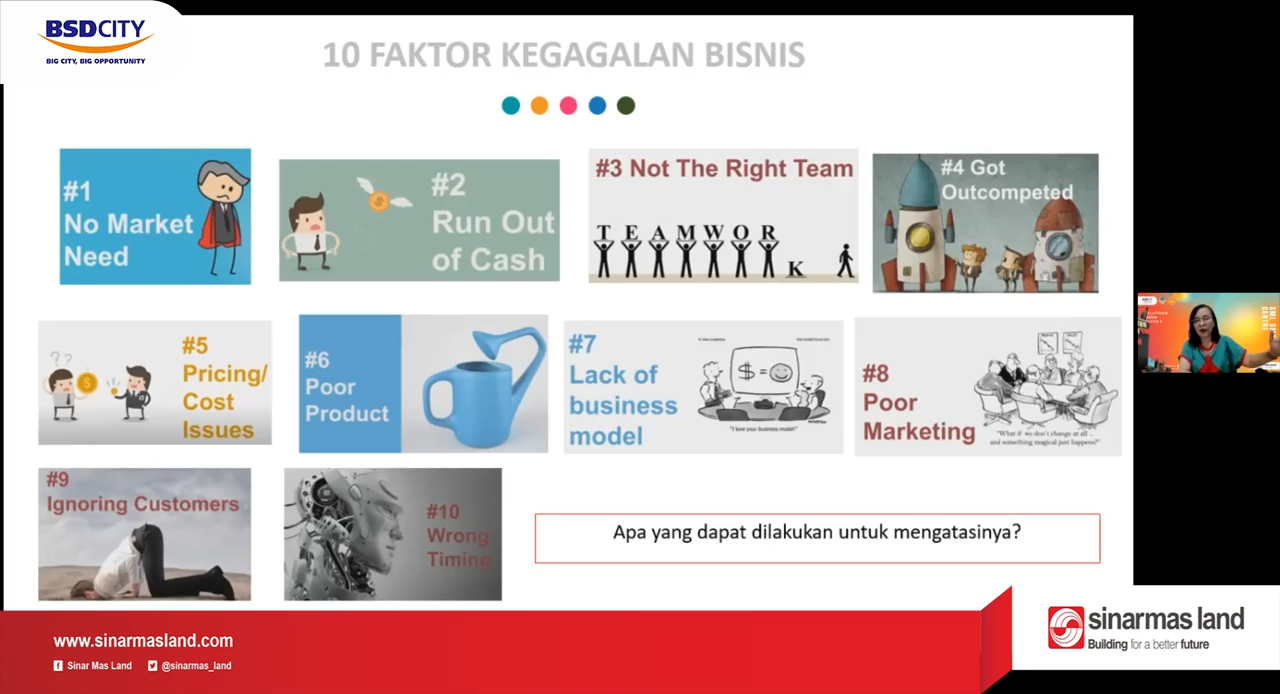 BSDCITY
BIG CITY, BIG OPPORTUNITY
10 FAKTOR KEGAGALAN BISNIS
#1
No Market
Need
#2
Run Out
of Cash
#3 Not The Right Team
T E A M W O R
K
#4 Got
Outcompeted
??
$
#5
Pricing/
Cost
Issues
#6
Poor
Product
#7
Lack of
business
model
$ =
"I love your business model!"
#8
Poor
Marketing
"What if we don't change at all ...
and something magical just happens?"
#9
Ignoring Customers
#10
Wrong
Timing
Apa yang dapat dilakukan untuk mengatasinya?
www.sinarmasland.com
Sinar Mas Land
@sinarmas_land
sinarmas land
Building for a better future